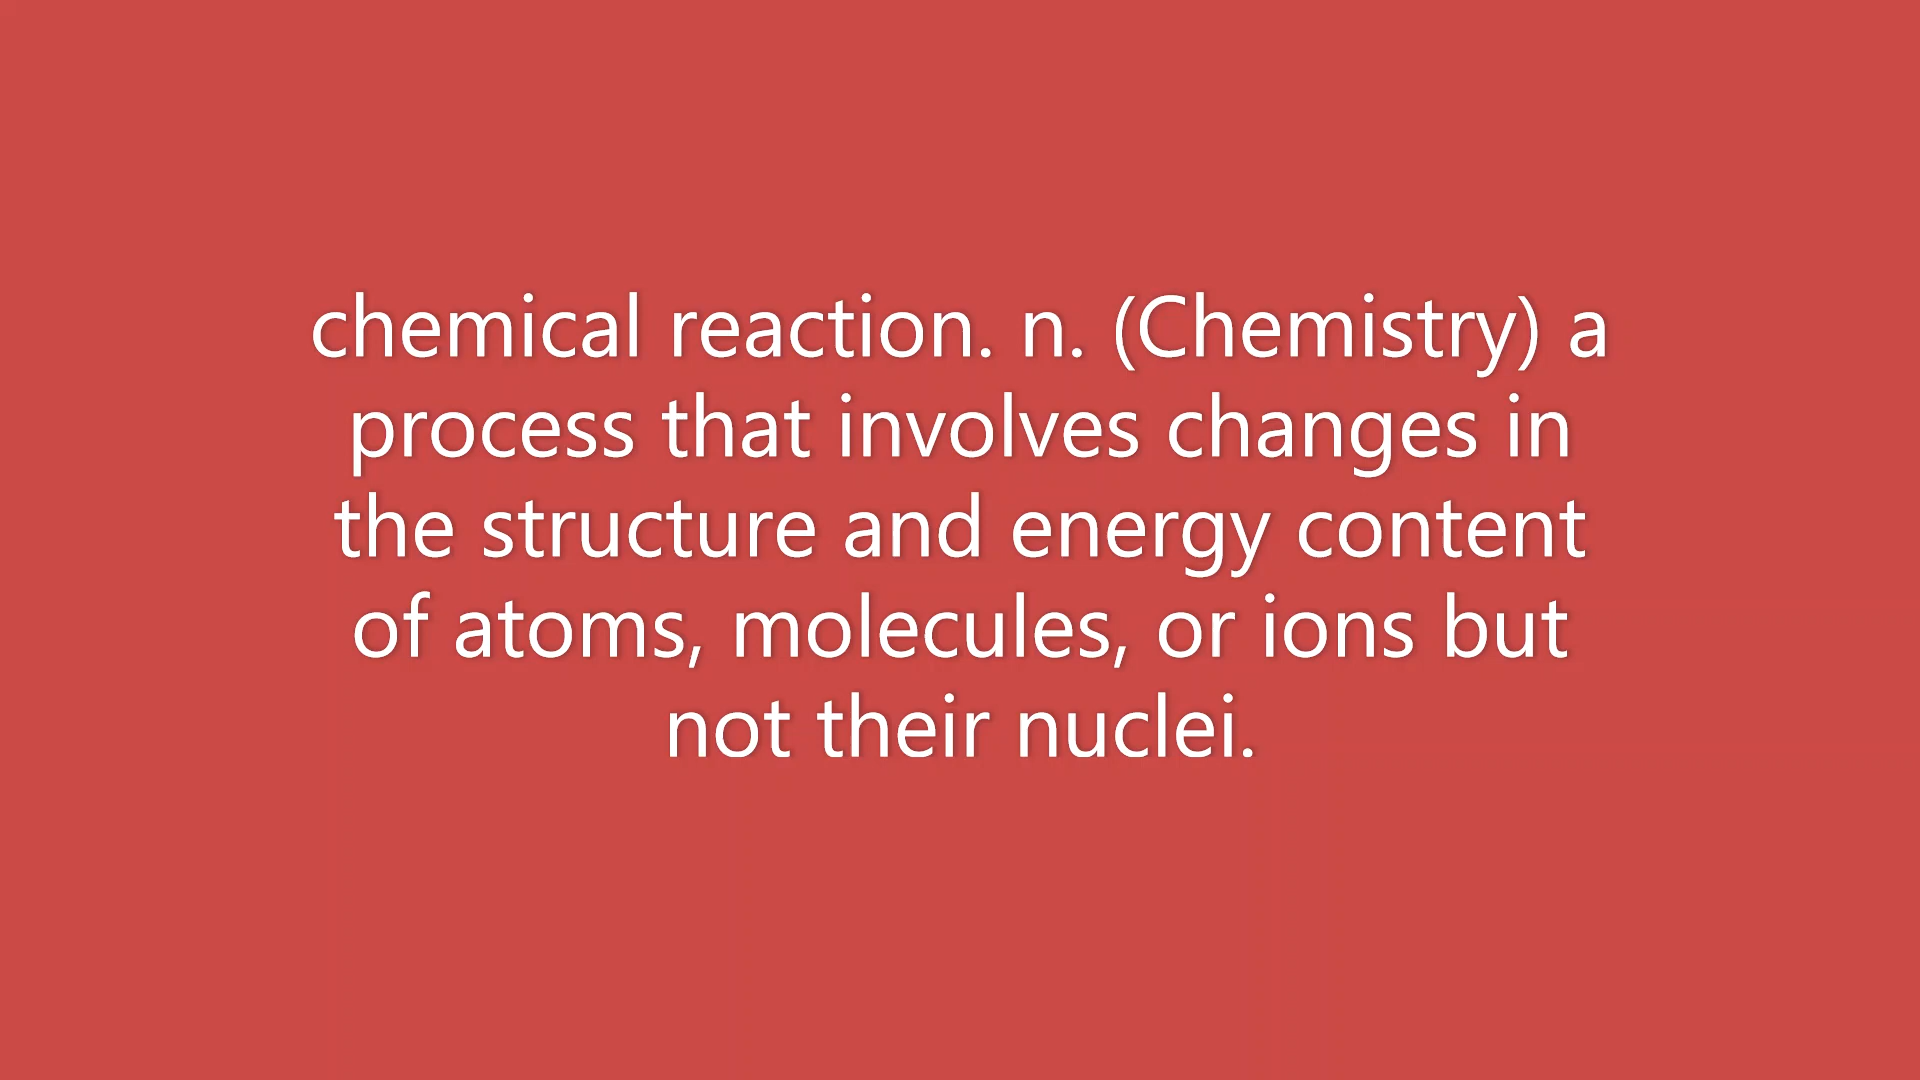 chemical reaction. n. (Chemistry) a
process that involves changes in
the structure and energy content
of atoms, molecules, or ions but
not their nuclei.